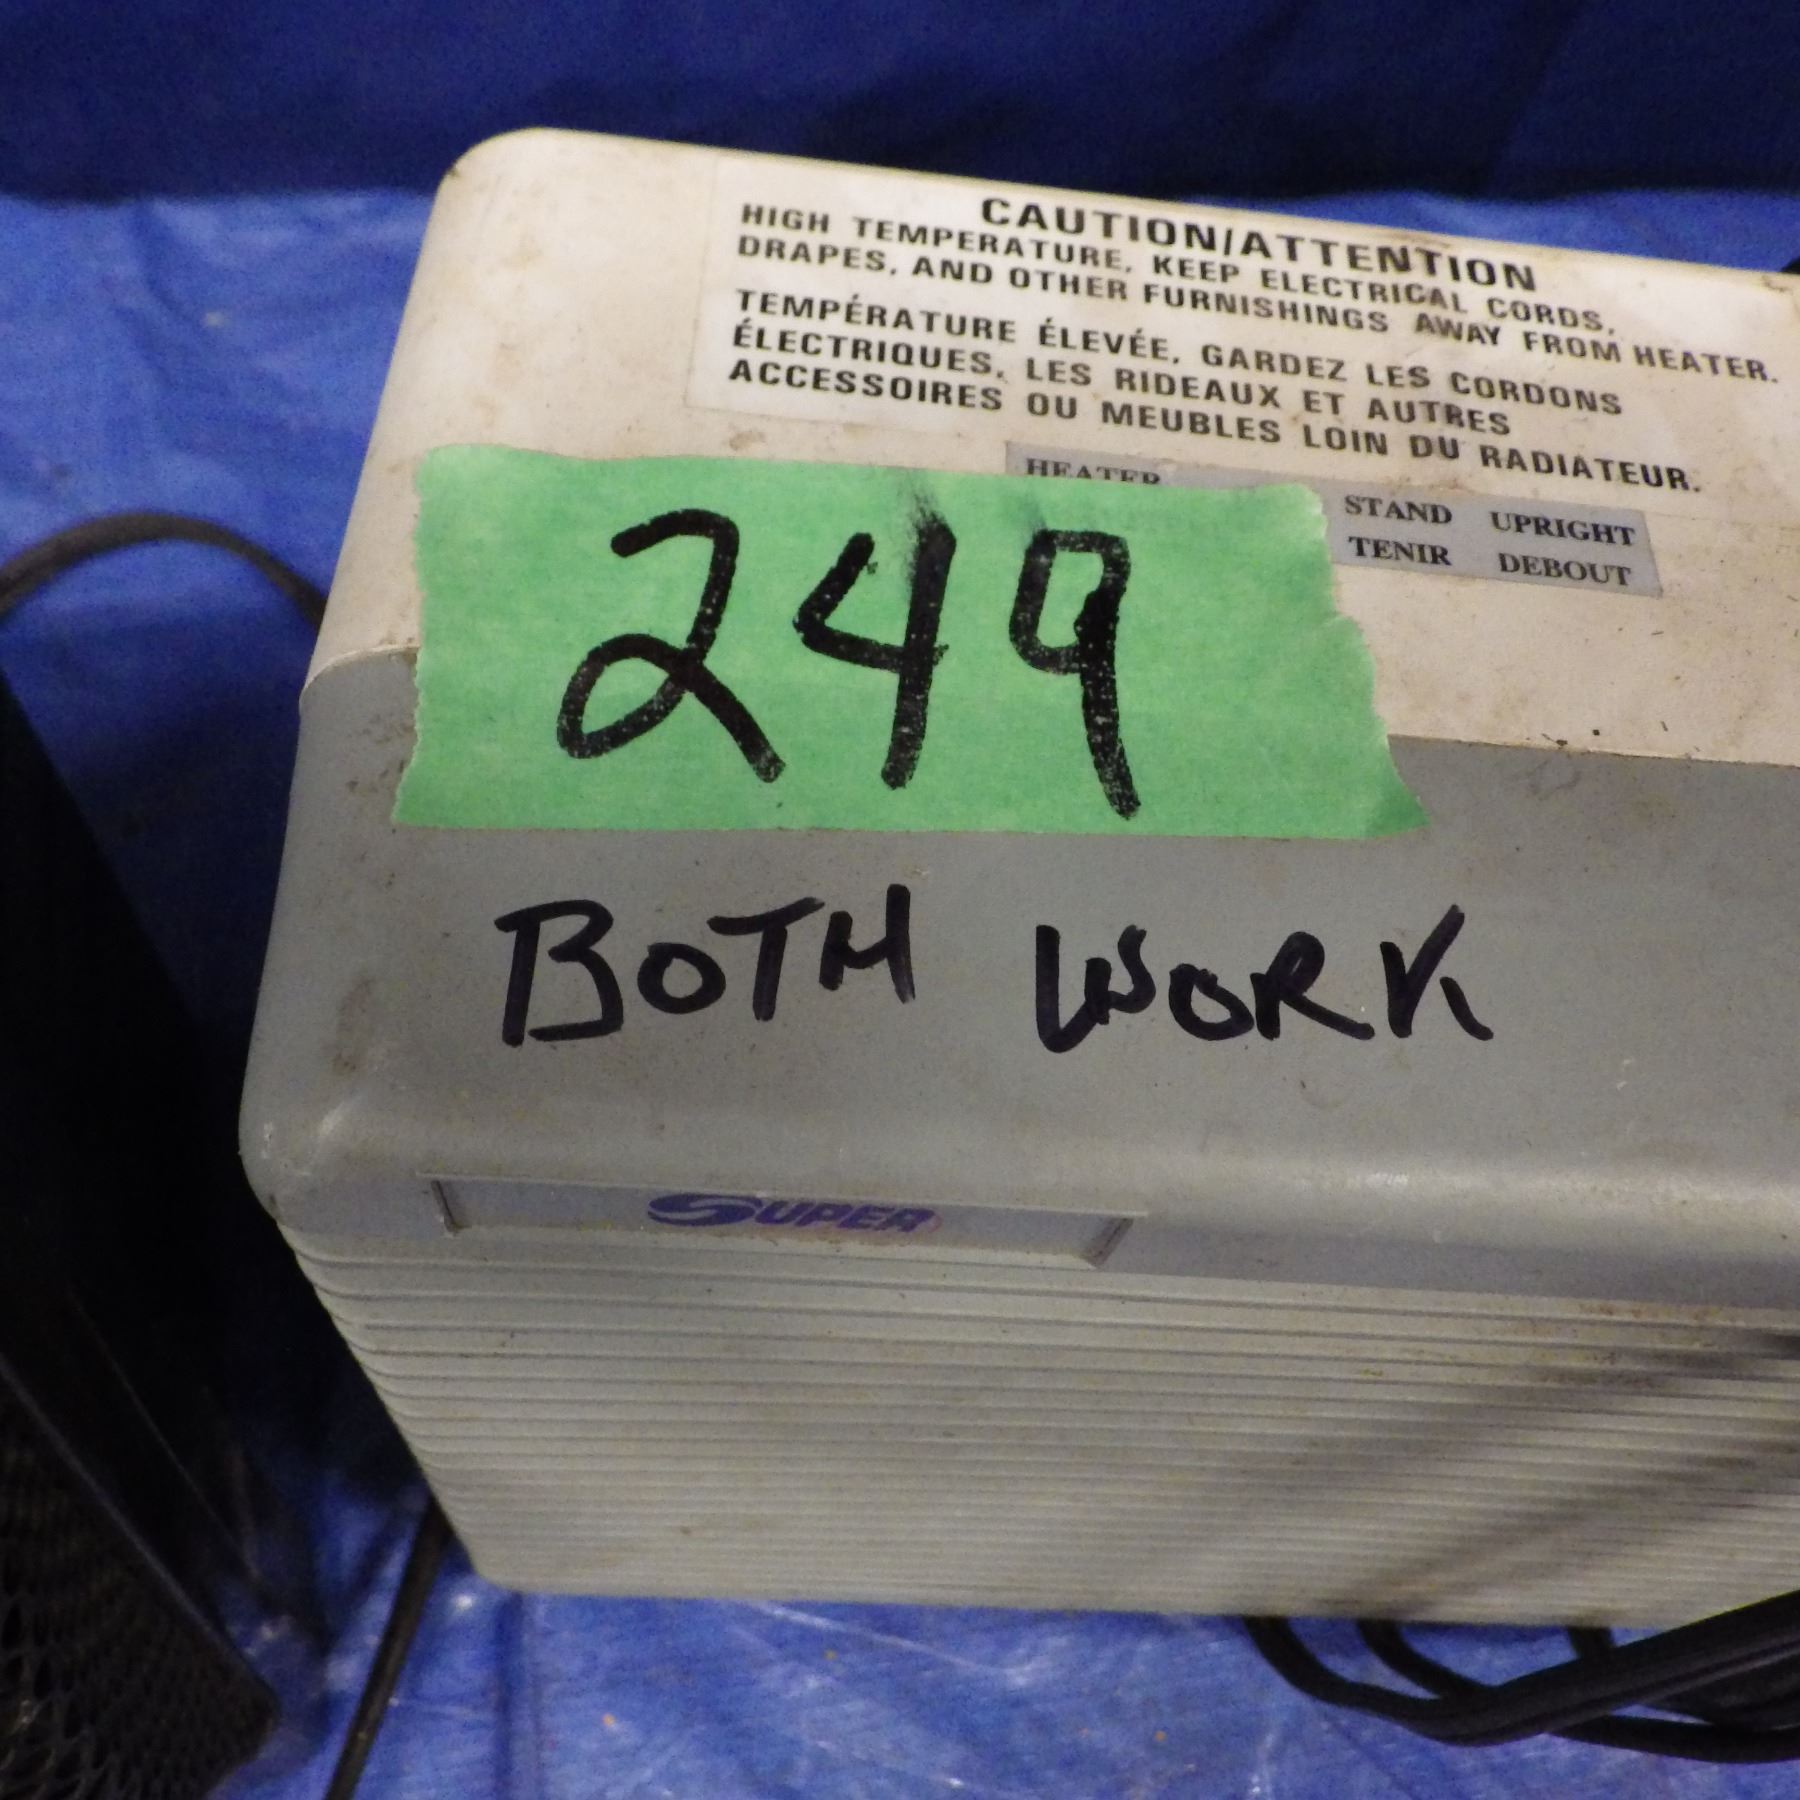 CAUTION/ATTENTION
HIGH TEMPERATURE, KEEP ELECTRICAL CORDS,
DRAPES, AND OTHER FURNISHINGS AWAY FROM HEATER.
TEMPÉRATURE ÉLEVÉE, GARDEZ LES CORDONS
ÉLECTRIQUES, LES RIDEAUX ET AUTRES
ACCESSOIRES OU MEUBLES LOIN DU RADIATEUR.
HEATER STAND UPRIGHT
TENIR DEBOUT
249
BOTH WORK
SUPER